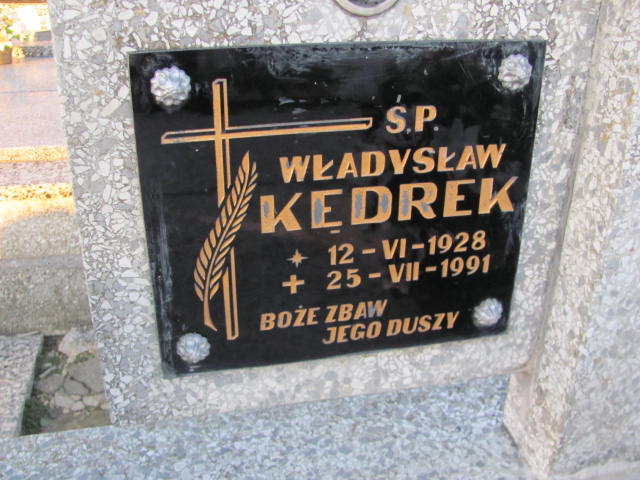 Ś.P.
WŁADYSŁAW
KĘDREK
* 12-VI-1928
+ 25-VII-1991
BOŻE ZBAW
JEGO DUSZY